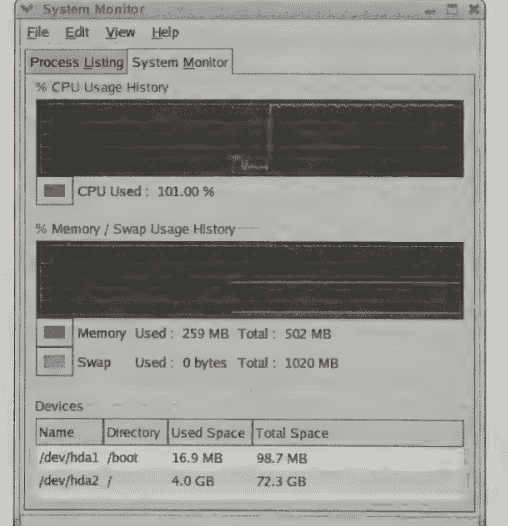 System Monitor
File Edit View Help
Process Listing System Monitor
% CPU Usage History
CPU Used : 101.00 %
% Memory / Swap Usage History
Memory Used : 259 MB Total : 502 MB
Swap Used : 0 bytes Total : 1020 MB
Devices
Name Directory Used Space Total Space
/dev/hda1 /boot 16.9 MB 98.7 MB
/dev/hda2 / 4.0 GB 72.3 GB